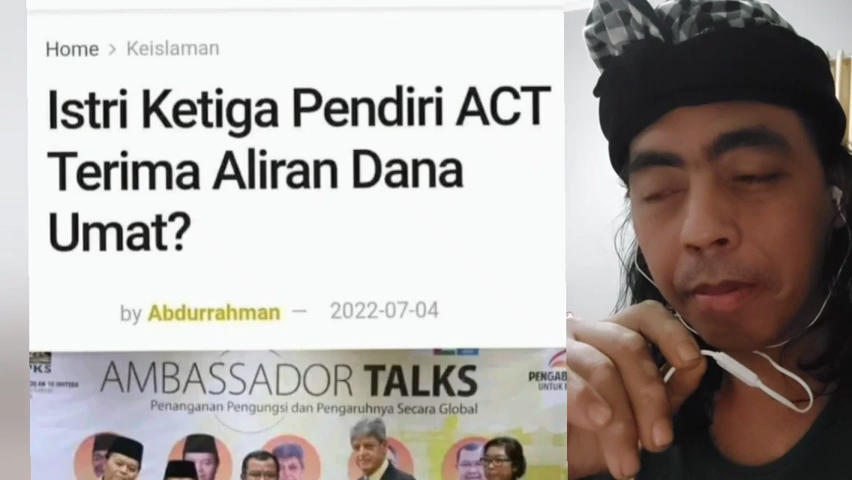 Home > Keislaman
Istri Ketiga Pendiri ACT
Terima Aliran Dana
Umat?
by Abdurrahman — 2022-07-04
PKS
AMBASSADOR TALKS
Penanganan Pengungsi dan Pengaruhnya Secara Global